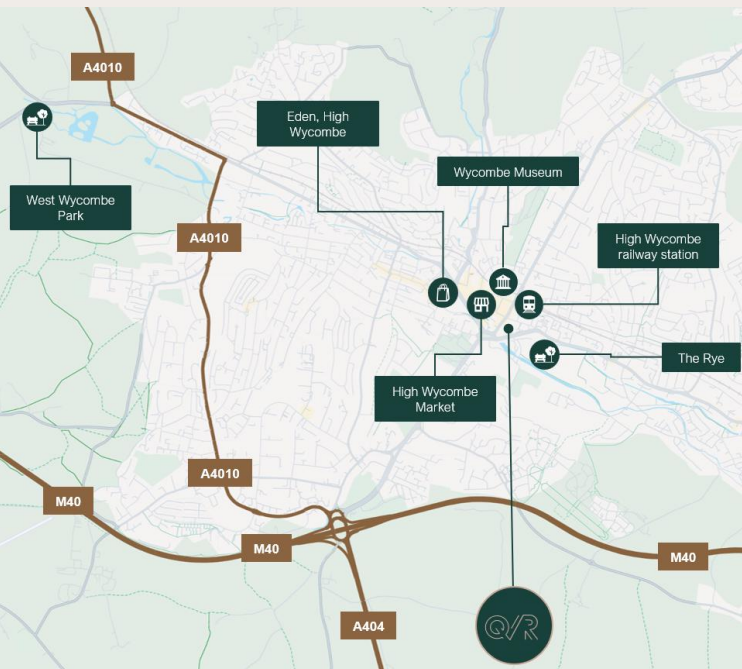 A4010
Eden, High
Wycombe
Wycombe Museum
West Wycombe
Park
A4010
High Wycombe
railway station
The Rye
High Wycombe
Market
A4010
M40
M40
M40
A404
QVR